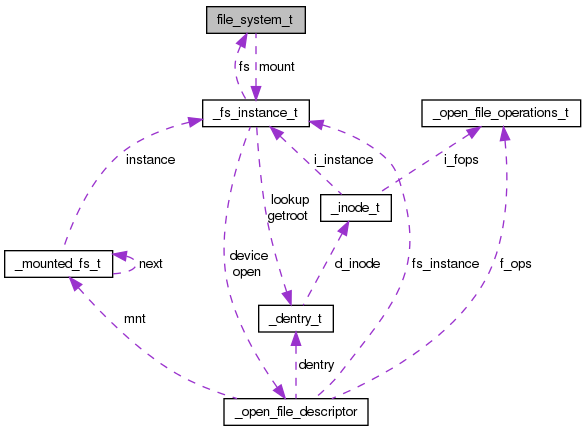 file_system_t
fs
mount
_fs_instance_t
_open_file_operations_t
instance
i_instance
i_fops
lookup
getroot
_inode_t
_mounted_fs_t
next
device
open
d_inode
fs_instance
f_ops
mnt
_dentry_t
dentry
_open_file_descriptor